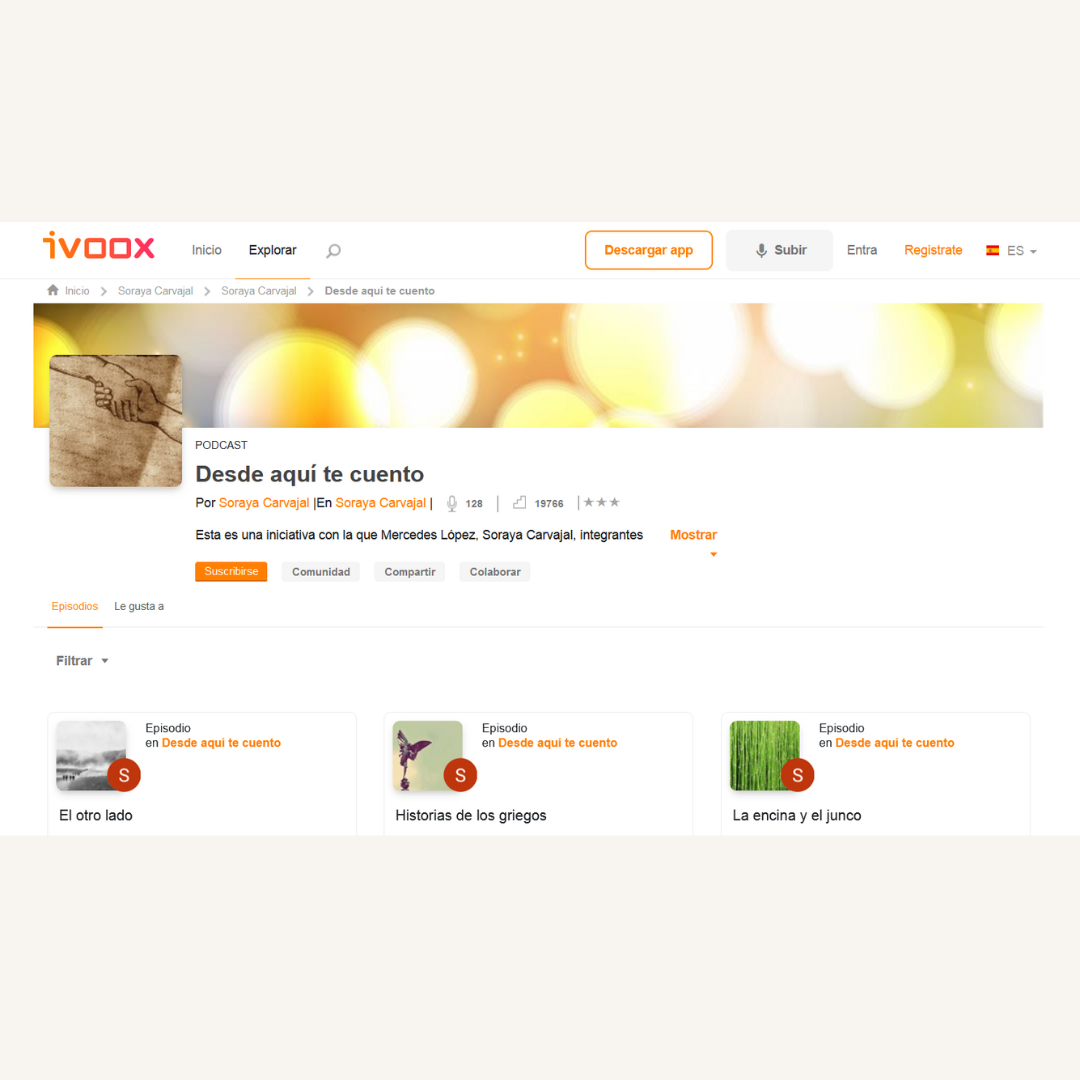 ivoox Inicio Explorar Descargar app Subir Entra Registrate ES
Inicio Soraya Carvajal Soraya Carvajal Desde aqui te cuento
PODCAST
Desde aquí te cuento
Por Soraya Carvajal |En Soraya Carvajal | 128 | 19766 |
Esta es una iniciativa con la que Mercedes López, Soraya Carvajal, integrantes Mostrar
Suscribirse Comunidad Compartir Colaborar
Episodios Le gusta a
Filtrar
Episodio
en Desde aqui te cuento
S
El otro lado
Episodio
en Desde aquí te cuento
S
Historias de los griegos
Episodio
en Desde aqui te cuento
S
La encina y el junco